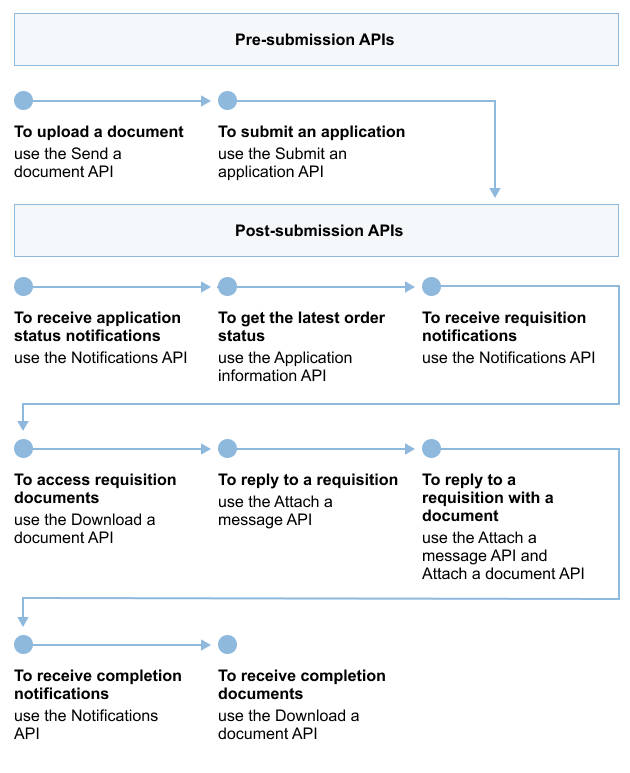 Pre-submission APIs
To upload a document
use the Send a
document API
To submit an application
use the Submit an
application API
Post-submission APIs
To receive application
status notifications
use the Notifications API
To get the latest order
status
use the Application
information API
To receive requisition
notifications
use the Notifications API
To access requisition
documents
use the Download a
document API
To reply to a requisition
use the Attach a
message API
To reply to a
requisition with a
document
use the Attach a
message API and
Attach a document API
To receive completion
notifications
use the Notifications
API
To receive completion
documents
use the Download a
document API